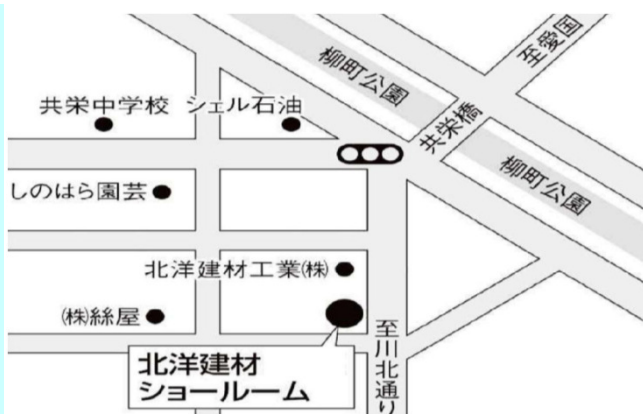 至愛国
柳町公園
共栄橋
共栄中学校
シェル石油
柳町公園
しのはら園芸
北洋建材工業㈱
㈱絲屋
至川北通り
北洋建材
ショールーム